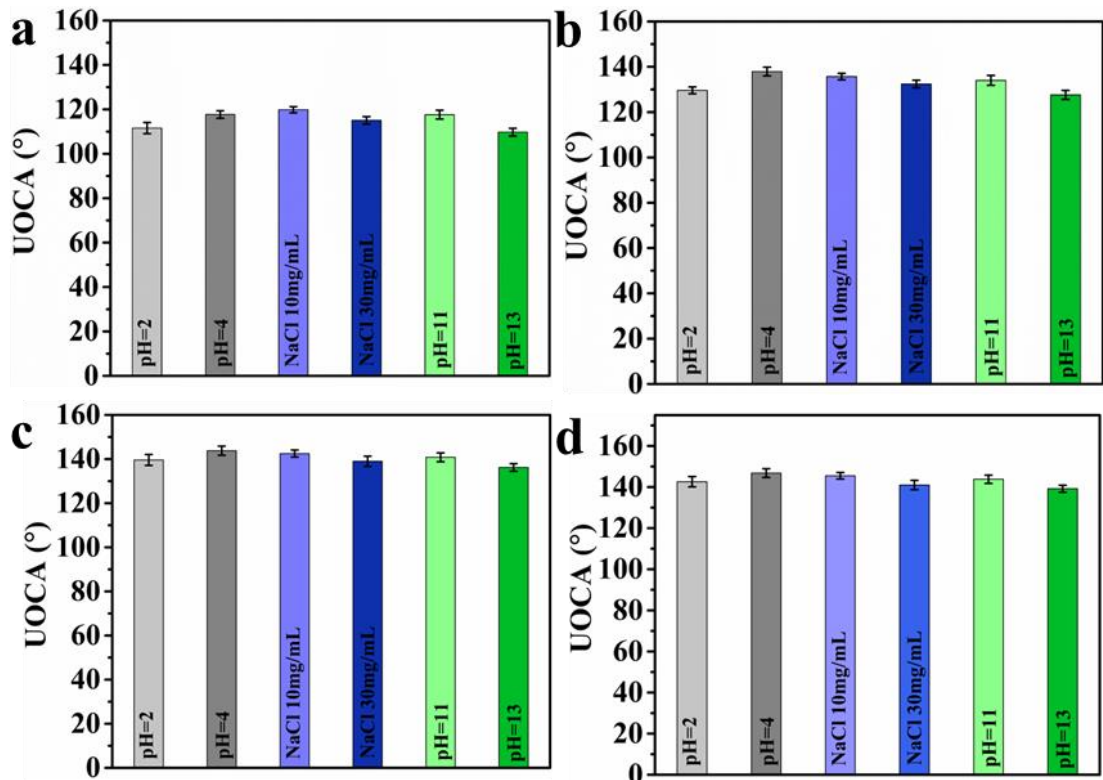 a
UOCA (°)
160
140
120
100
80
60
40
20
0
pH=2
pH=4
NaCl 10mg/mL
NaCl 30mg/mL
pH=11
pH=13
b
UOCA (°)
160
140
120
100
80
60
40
20
0
pH=2
pH=4
NaCl 10mg/mL
NaCl 30mg/mL
pH=11
pH=13
c
UOCA (°)
160
140
120
100
80
60
40
20
0
pH=2
pH=4
NaCl 10mg/mL
NaCl 30mg/mL
pH=11
pH=13
d
UOCA (°)
160
140
120
100
80
60
40
20
0
pH=2
pH=4
NaCl 10mg/mL
NaCl 30mg/mL
pH=11
pH=13